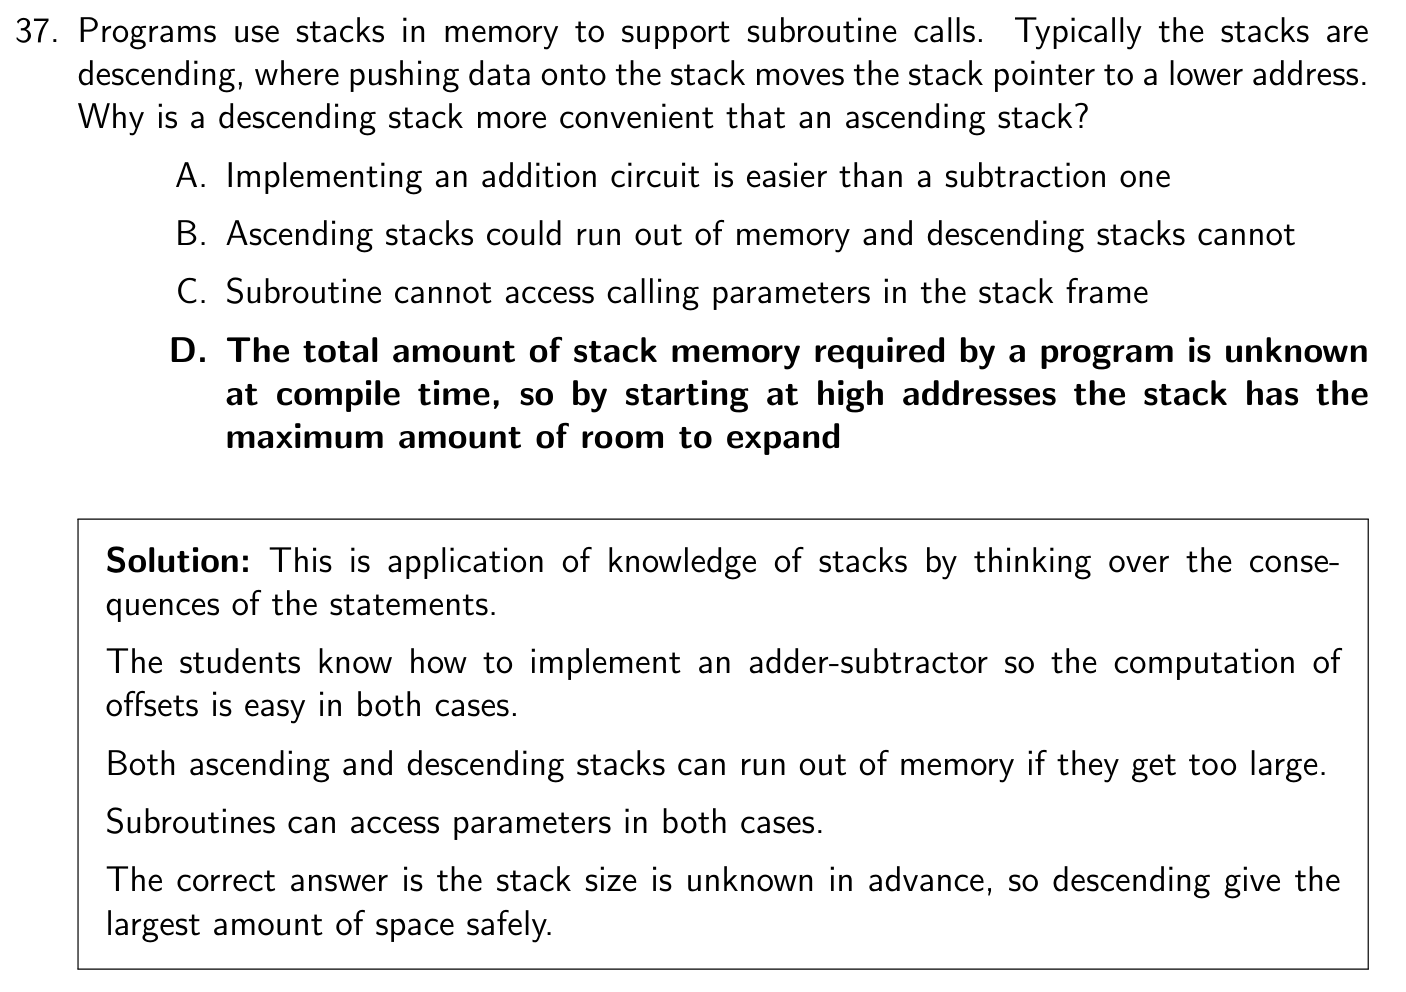 37. Programs use stacks in memory to support subroutine calls. Typically the stacks are
descending, where pushing data onto the stack moves the stack pointer to a lower address.
Why is a descending stack more convenient that an ascending stack?
A. Implementing an addition circuit is easier than a subtraction one
B. Ascending stacks could run out of memory and descending stacks cannot
C. Subroutine cannot access calling parameters in the stack frame
D. The total amount of stack memory required by a program is unknown
at compile time, so by starting at high addresses the stack has the
maximum amount of room to expand
Solution: This is application of knowledge of stacks by thinking over the conse-
quences of the statements.
The students know how to implement an adder-subtractor so the computation of
offsets is easy in both cases.
Both ascending and descending stacks can run out of memory if they get too large.
Subroutines can access parameters in both cases.
The correct answer is the stack size is unknown in advance, so descending give the
largest amount of space safely.